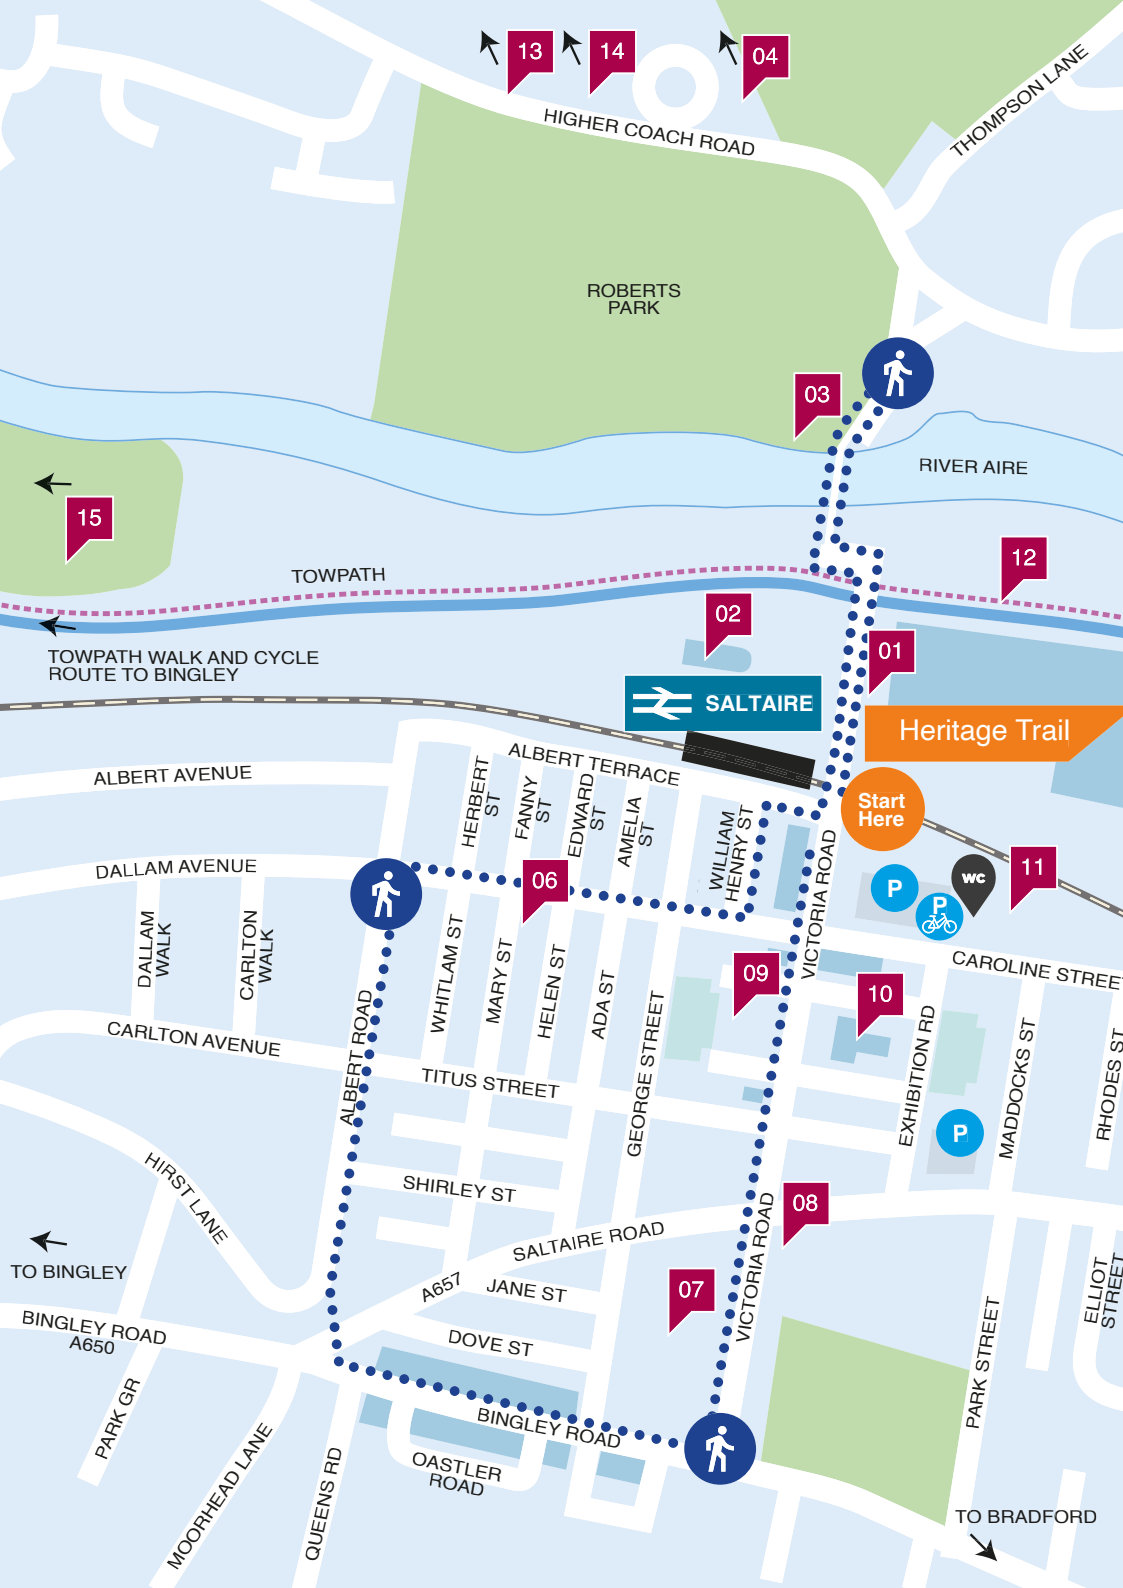 13
14
04
HIGHER COACH ROAD
THOMPSON LANE
ROBERTS
PARK
03
RIVER AIRE
15
TOWPATH
12
02
TOWPATH WALK AND CYCLE
ROUTE TO BINGLEY
01
SALTAIRE
Heritage Trail
ALBERT TERRACE
ALBERT AVENUE
HERBERT
ST
FANNY
ST
EDWARD
ST
AMELIA
ST
WILLIAM
HENRY ST
Start
Here
VICTORIA ROAD
DALLAM AVENUE
06
P
WC
P
11
DALLAM
WALK
CARLTON
WALK
WHITLAM ST
MARY ST
HELEN ST
ADA ST
GEORGE STREET
09
10
CAROLINE STREET
CARLTON AVENUE
ALBERT ROAD
TITUS STREET
EXHIBITION RD
MADDOCKS ST
RHODES ST
P
HIRST LANE
SHIRLEY ST
SALTAIRE ROAD
08
VICTORIA ROAD
TO BINGLEY
A657
JANE ST
07
ELLIOT
STREET
BINGLEY ROAD
A650
DOVE ST
PARK STREET
PARK GR
BINGLEY ROAD
OASTLER
ROAD
MOORHEAD LANE
QUEENS RD
TO BRADFORD